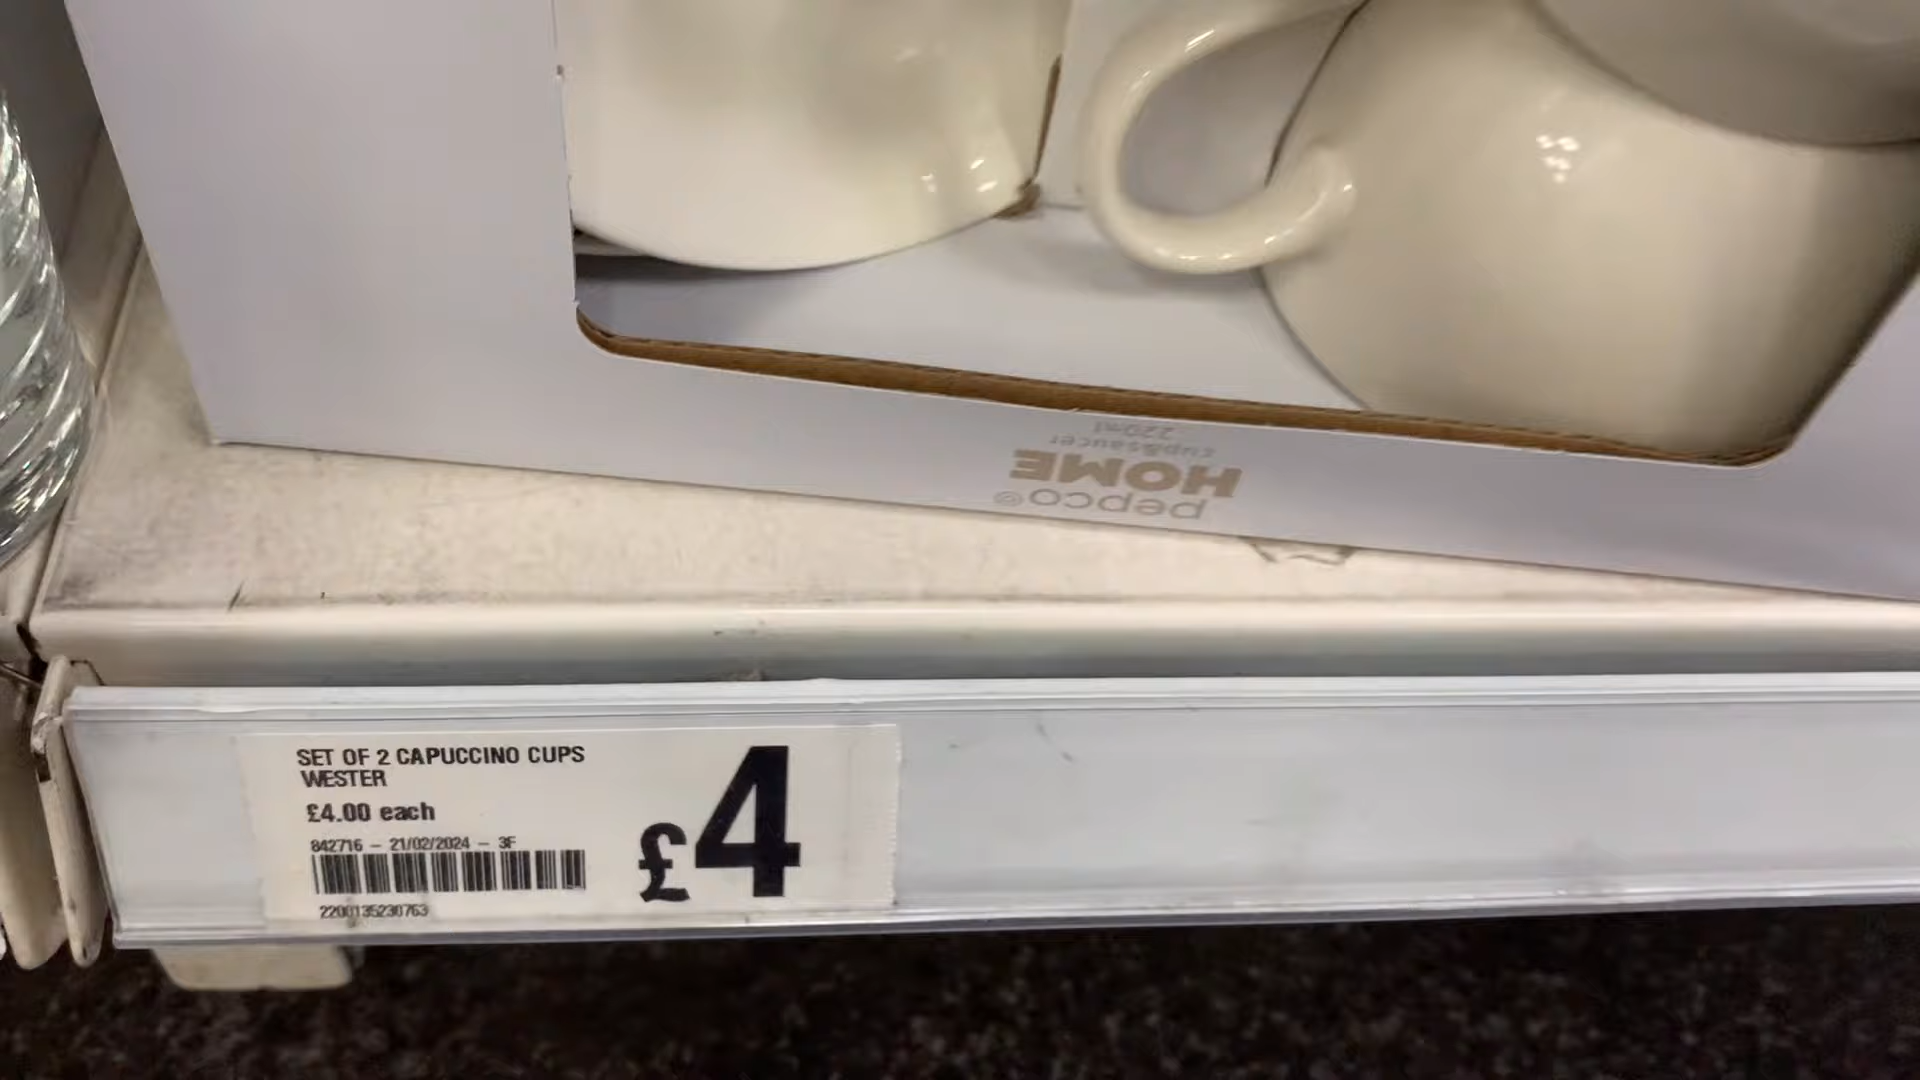 pepco®
HOME
cup&saucer
220ml
SET OF 2 CAPUCCINO CUPS
WESTER
£4.00 each
842716 - 21/02/2024 - 3F
2200135230763
£4